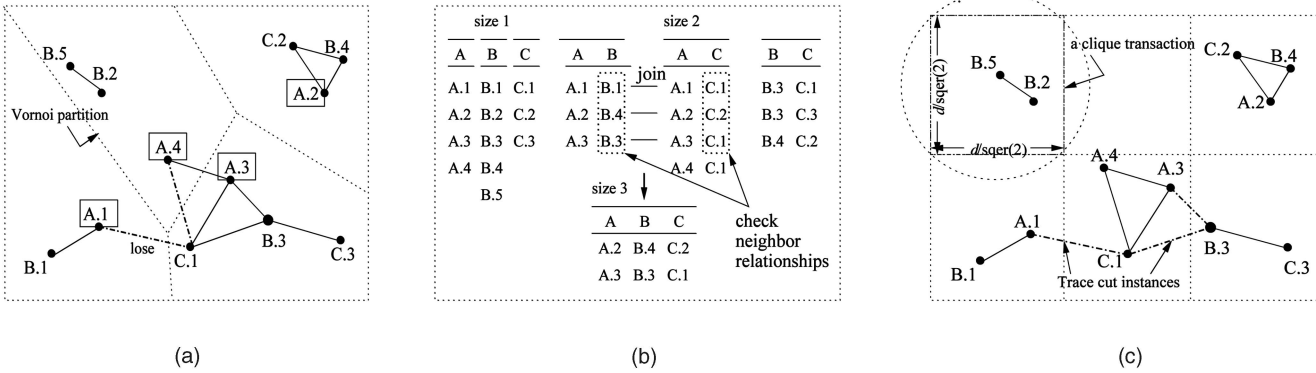 C.2
B.4
B.5
B.2
A.2
Vornoi partition
A.4
A.3
A.1
B.3
lose
C.1
C.3
B.1
(a)
size 1 size 2
A B C A B A C B C
join
A.1 B.1 C.1 A.1 B.1 A.1 C.1 B.3 C.1
A.2 B.2 C.2 A.2 B.4 A.2 C.2 B.3 C.3
A.3 B.3 C.3 A.3 B.3 A.3 C.1 B.4 C.2
A.4 B.4 A.4 C.1
B.5
size 3
A B C
A.2 B.4 C.2
A.3 B.3 C.1
check
neighbor
relationships
(b)
a clique transaction
C.2
B.4
B.5
B.2
A.2
d/sqer(2)
d/sqer(2)
A.4
A.3
A.1
B.3
C.1
C.3
B.1
Trace cut instances
(c)